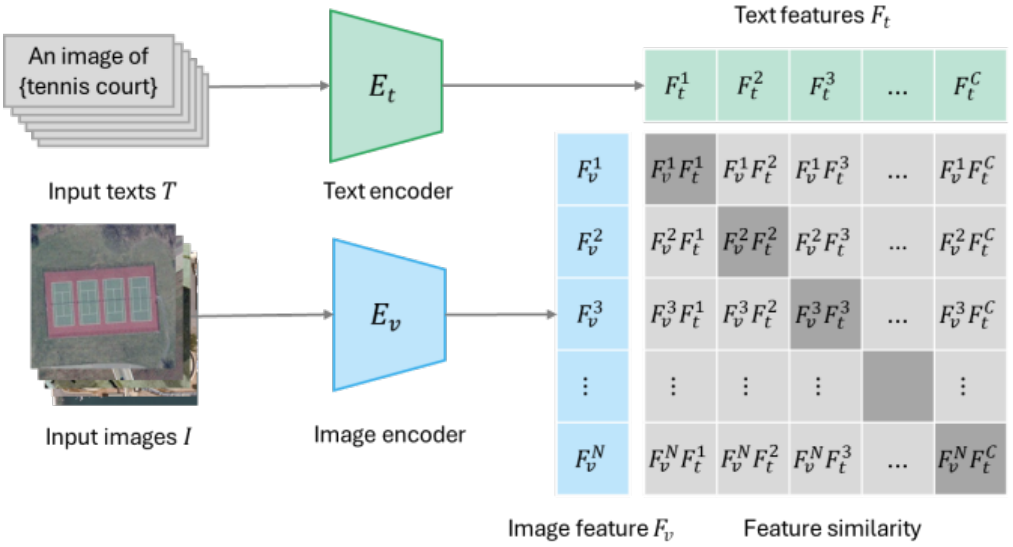 Text features $F_t$
An image of
{tennis court}
$E_t$
$F_t^1$ $F_t^2$ $F_t^3$ ... $F_t^C$
Input texts $T$
Text encoder
$F_v^1$ $F_v^1 F_t^1$ $F_v^1 F_t^2$ $F_v^1 F_t^3$ ... $F_v^1 F_t^C$
$F_v^2$ $F_v^2 F_t^1$ $F_v^2 F_t^2$ $F_v^2 F_t^3$ ... $F_v^2 F_t^C$
$E_v$
$F_v^3$ $F_v^3 F_t^1$ $F_v^3 F_t^2$ $F_v^3 F_t^3$ ... $F_v^3 F_t^C$
⋮ ⋮ ⋮ ⋮ ⋮
Input images $I$
Image encoder
$F_v^N$ $F_v^N F_t^1$ $F_v^N F_t^2$ $F_v^N F_t^3$ ... $F_v^N F_t^C$
Image feature $F_v$
Feature similarity